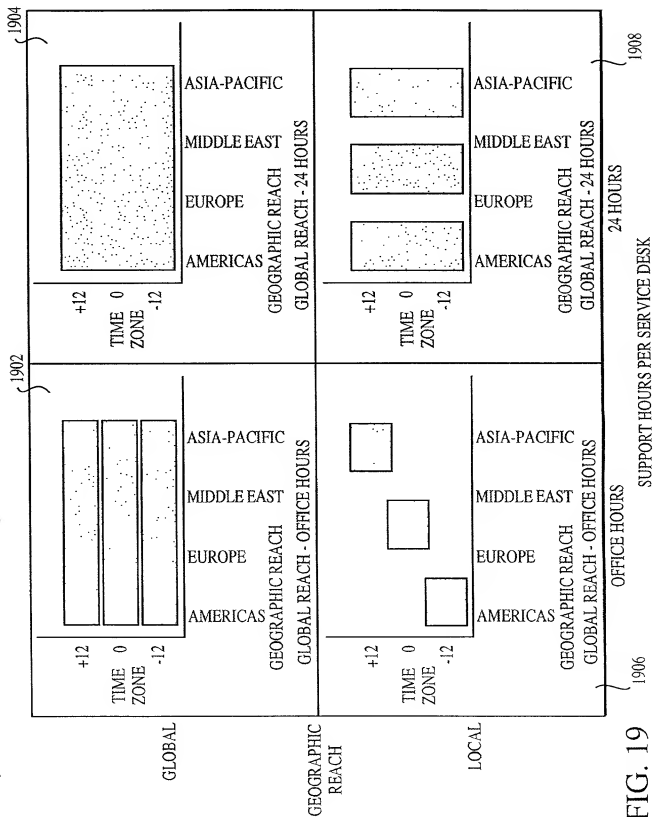 1902
+12
0
-12
TIME
ZONE
AMERICAS
EUROPE
MIDDLE EAST
ASIA-PACIFIC
GEOGRAPHIC REACH
GLOBAL REACH - OFFICE HOURS
1904
+12
0
-12
TIME
ZONE
AMERICAS
EUROPE
MIDDLE EAST
ASIA-PACIFIC
GEOGRAPHIC REACH
GLOBAL REACH - 24 HOURS
GLOBAL
GEOGRAPHIC
REACH
LOCAL
+12
0
-12
TIME
ZONE
AMERICAS
EUROPE
MIDDLE EAST
ASIA-PACIFIC
GEOGRAPHIC REACH
GLOBAL REACH - OFFICE HOURS
1906
+12
0
-12
TIME
ZONE
AMERICAS
EUROPE
MIDDLE EAST
ASIA-PACIFIC
GEOGRAPHIC REACH
GLOBAL REACH - 24 HOURS
1908
OFFICE HOURS
24 HOURS
SUPPORT HOURS PER SERVICE DESK
FIG. 19